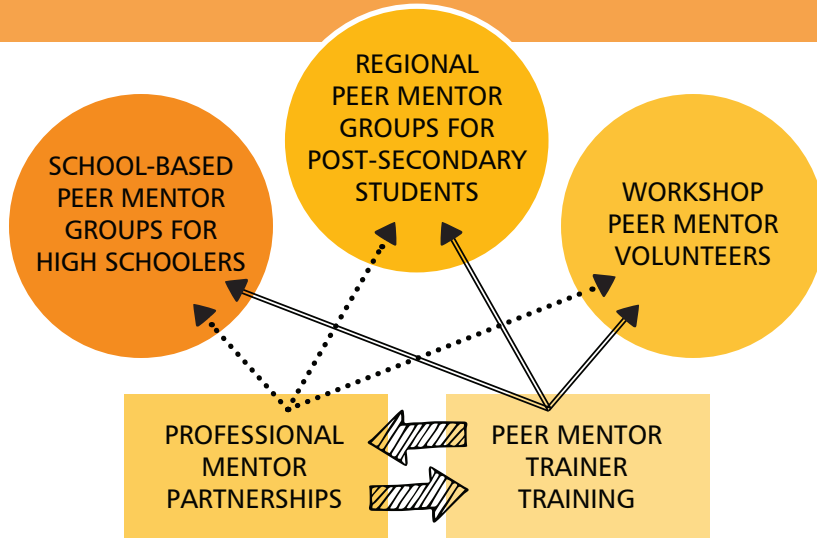 SCHOOL-BASED
PEER MENTOR
GROUPS FOR
HIGH SCHOOLERS
REGIONAL
PEER MENTOR
GROUPS FOR
POST-SECONDARY
STUDENTS
WORKSHOP
PEER MENTOR
VOLUNTEERS
PROFESSIONAL
MENTOR
PARTNERSHIPS
PEER MENTOR
TRAINER
TRAINING